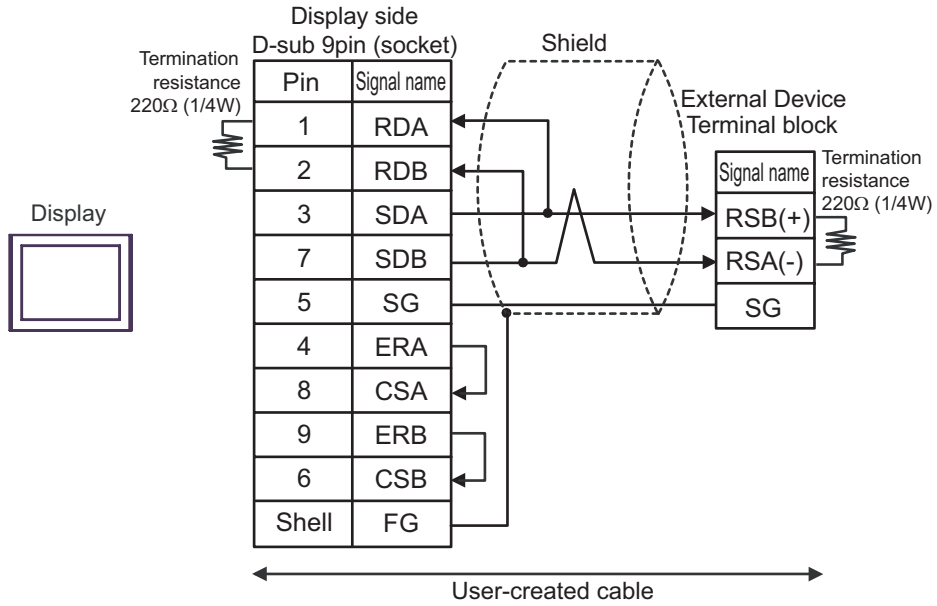 Display side
D-sub 9pin (socket)
Termination
resistance
220Ω (1/4W)
Shield
External Device
Terminal block
Display
Pin Signal name
1 RDA
2 RDB
3 SDA
7 SDB
5 SG
4 ERA
8 CSA
9 ERB
6 CSB
Shell FG
Signal name
RSB(+)
RSA(-)
SG
Termination
resistance
220Ω (1/4W)
User-created cable